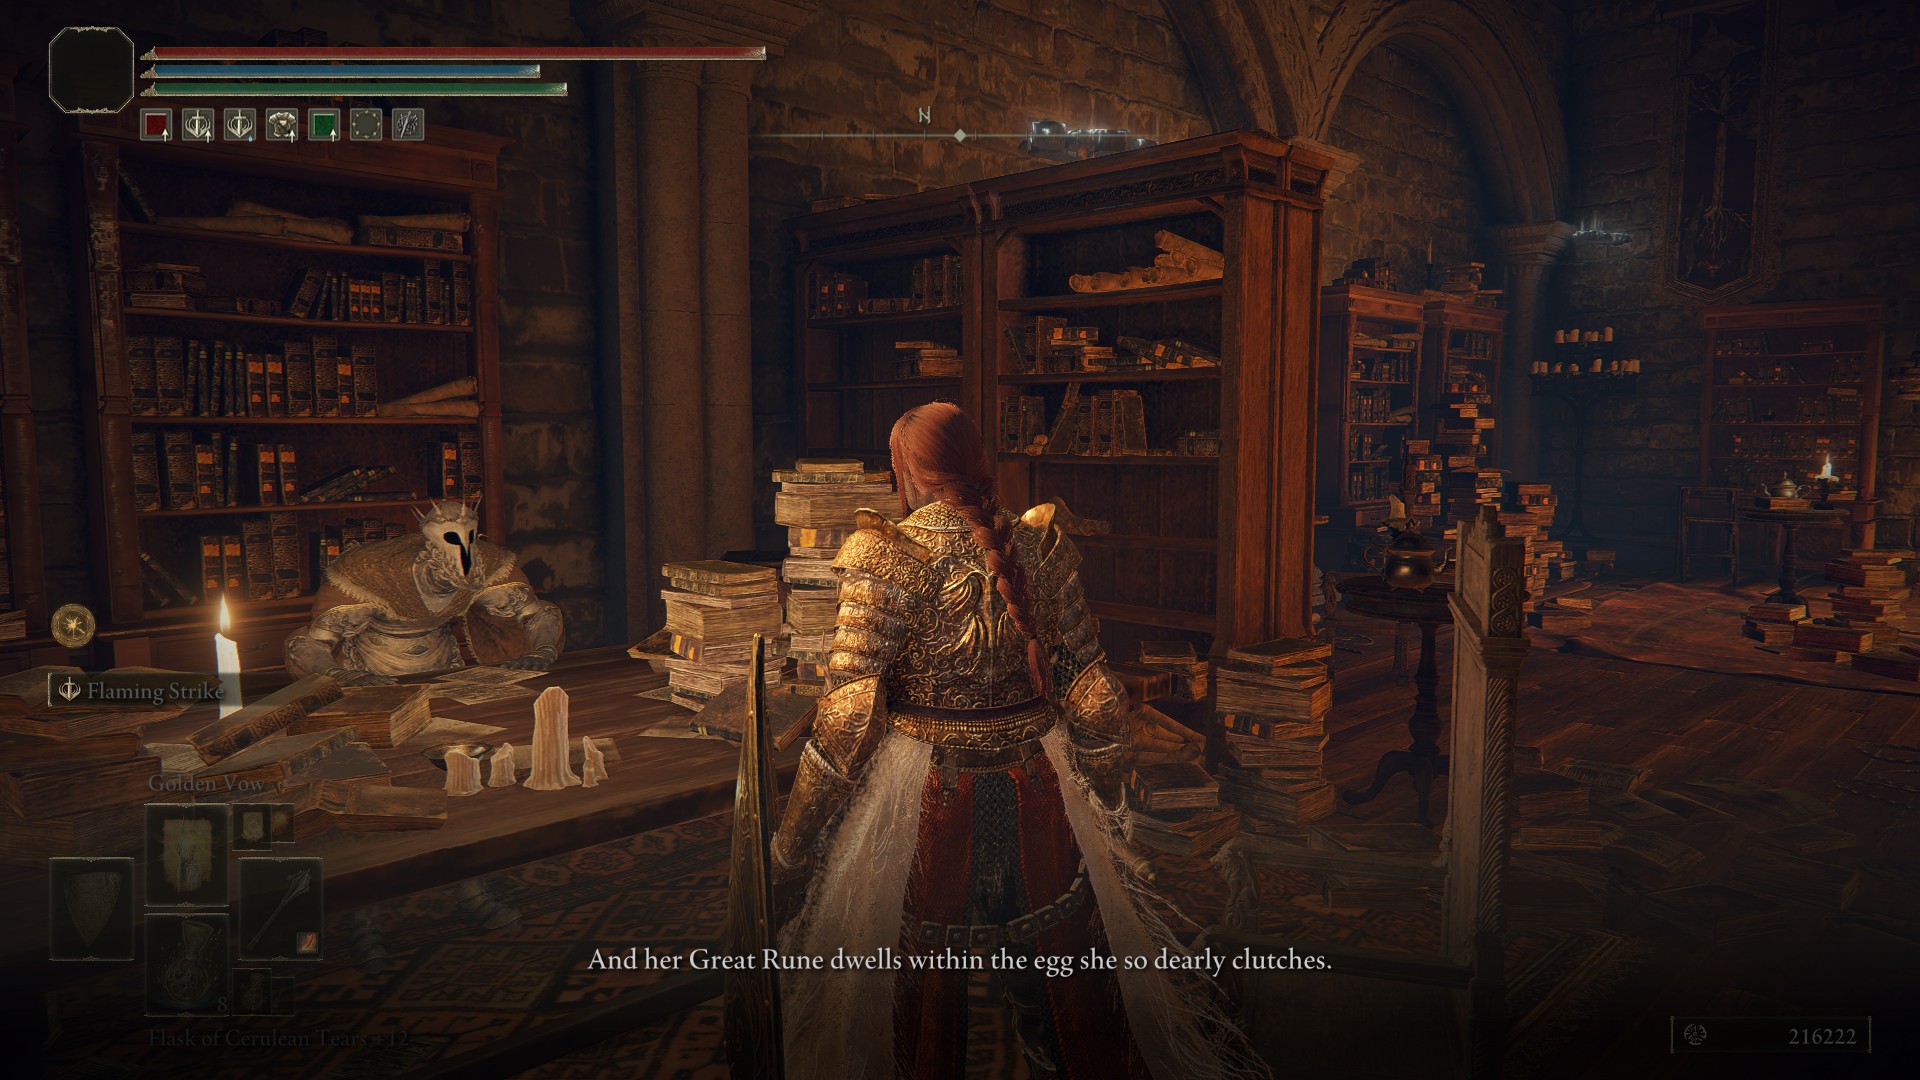 N
Flaming Strike
Golden Vow
8
Flask of Cerulean Tears +12
And her Great Rune dwells within the egg she so dearly clutches.
216222